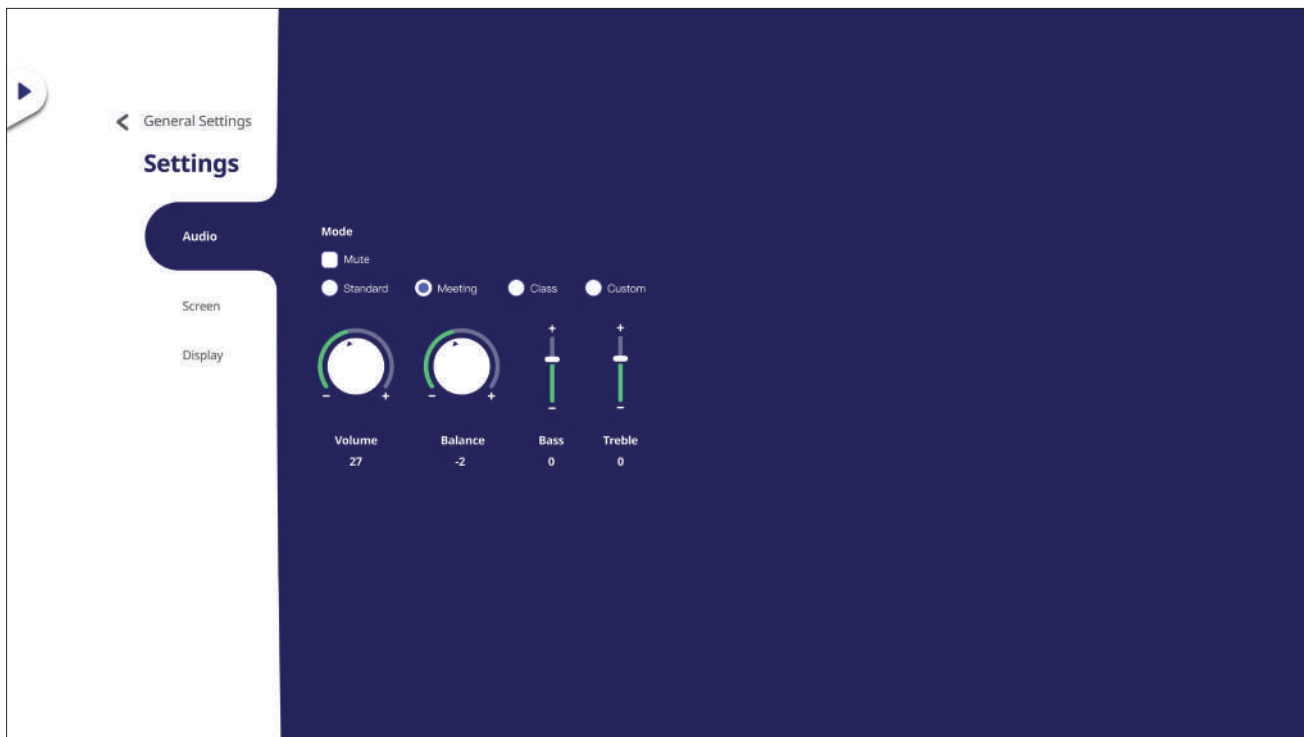 General Settings
Settings
Audio
Screen
Display
Mode
Mute
Standard Meeting Class Custom
+ +
- + - + - -
Volume Balance Bass Treble
27 -2 0 0